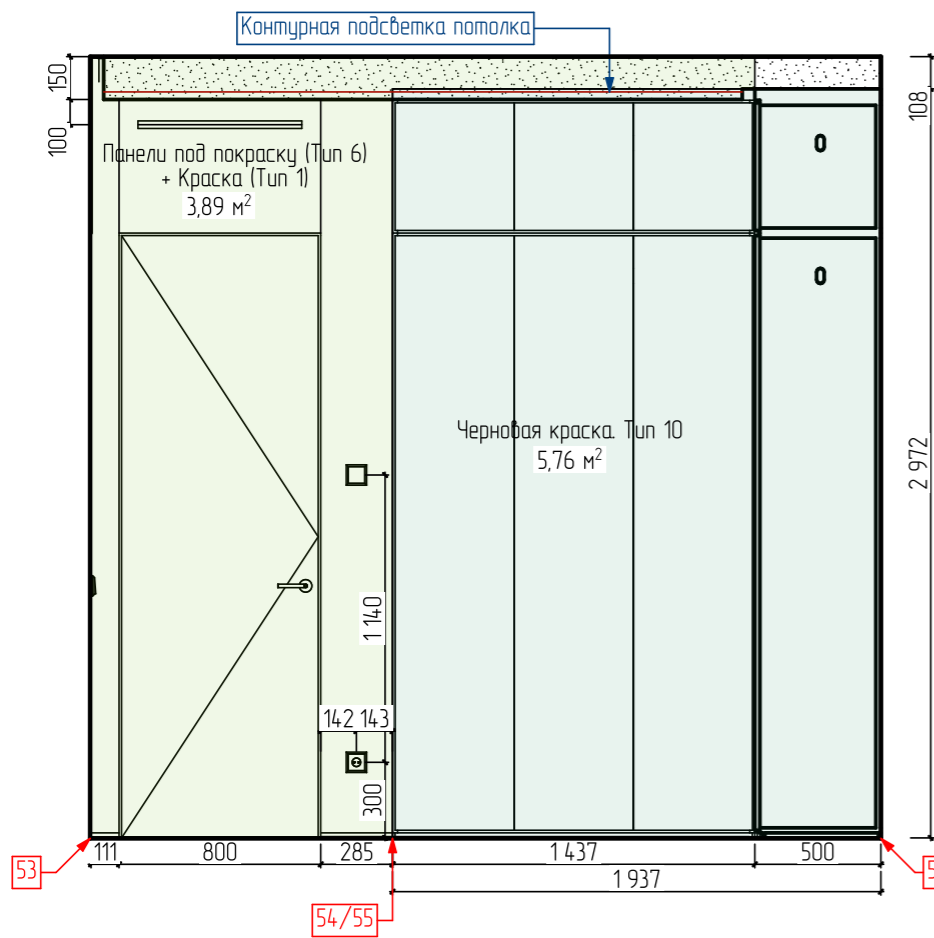 Контурная подсветка потолка
150
100
108
Панели под покраску (Тип 6)
+ Краска (Тип 1)
3,89 м²
Черновая краска. Тип 10
5,76 м²
2 972
1 140
142 143
300
111 800 285 1 437 500
1 937
53
54/55
5